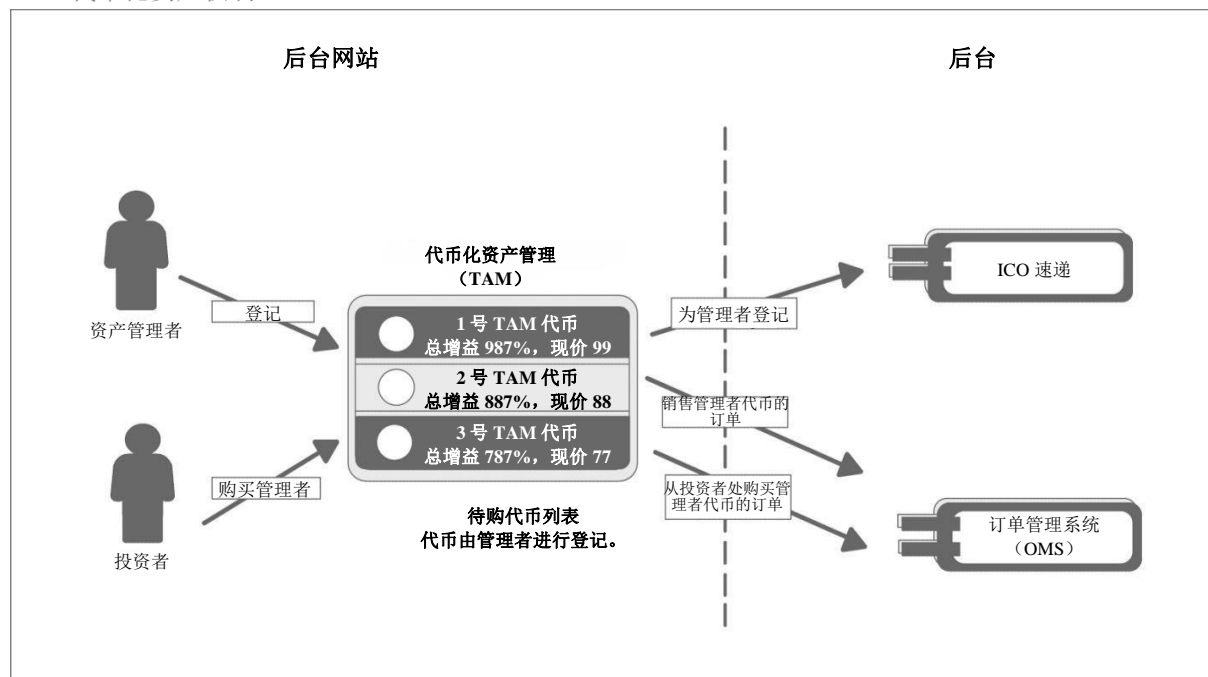 后台网站
后台
代币化资产管理
（TAM）
ICO 速递
登记
为管理者登记
资产管理者
1 号 TAM 代币
总增益 987%，现价 99
2 号 TAM 代币
总增益 887%，现价 88
销售管理者代币的
订单
3 号 TAM 代币
总增益 787%，现价 77
购买管理者
从投资者处购买管
理者代币的订单
待购代币列表
代币由管理者进行登记。
订单管理系统
（OMS）
投资者